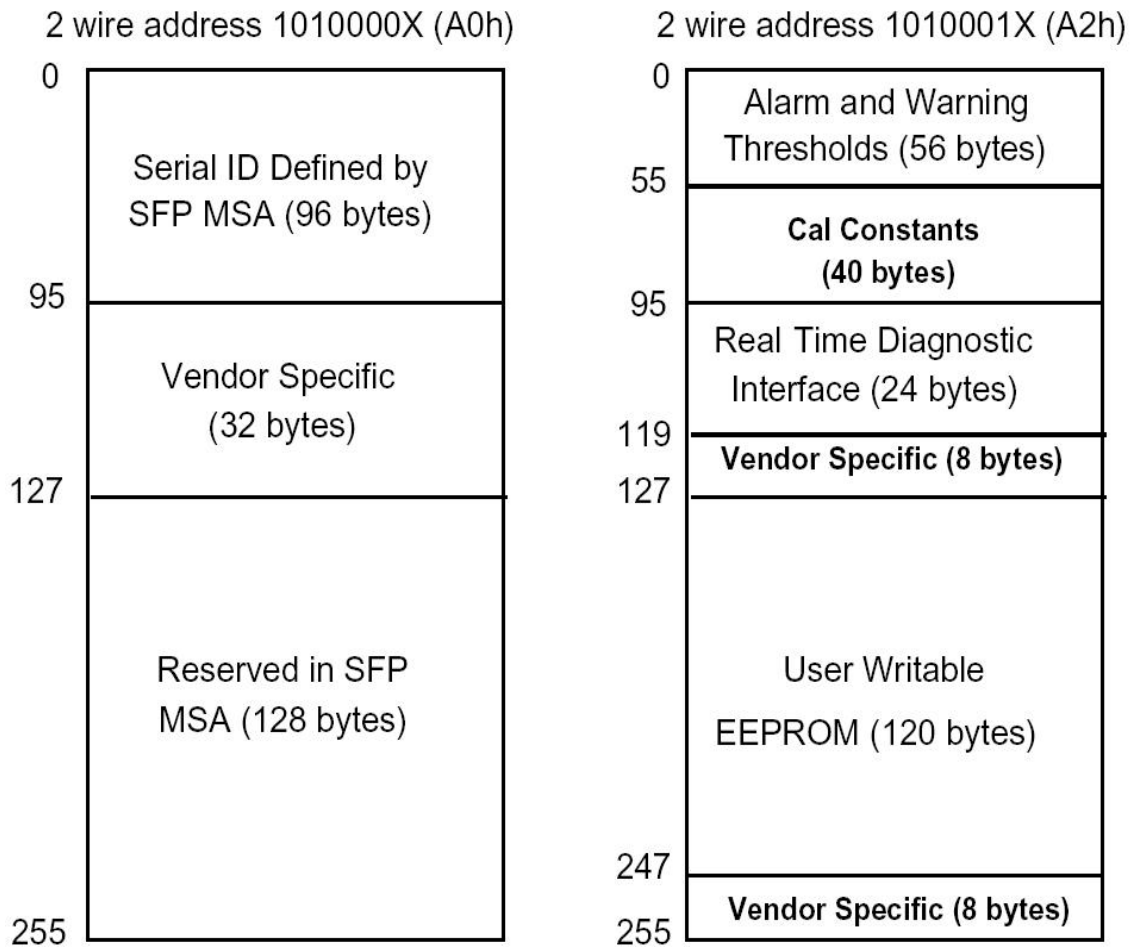 2 wire address 1010000X (A0h)
0
Serial ID Defined by
SFP MSA (96 bytes)
95
Vendor Specific
(32 bytes)
127
Reserved in SFP
MSA (128 bytes)
255
2 wire address 1010001X (A2h)
0
Alarm and Warning
Thresholds (56 bytes)
55
Cal Constants
(40 bytes)
95
Real Time Diagnostic
Interface (24 bytes)
119
Vendor Specific (8 bytes)
127
User Writable
EEPROM (120 bytes)
247
Vendor Specific (8 bytes)
255